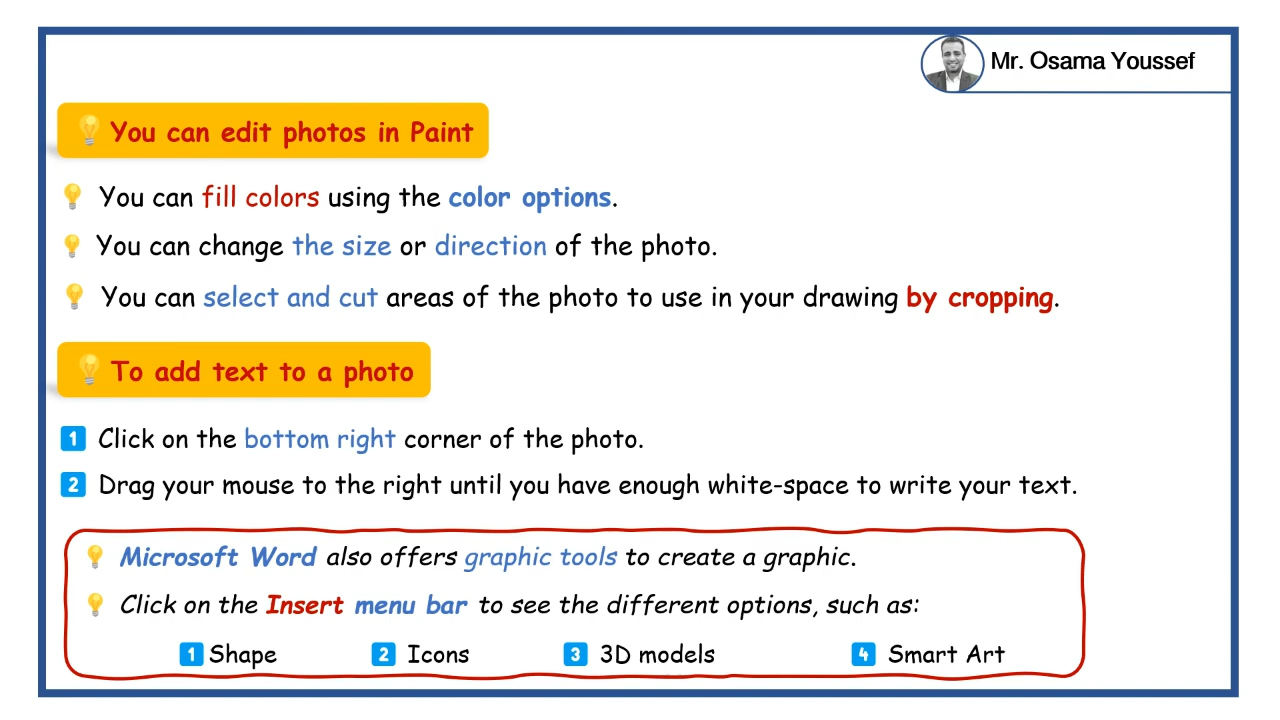 Mr. Osama Youssef
You can edit photos in Paint
You can fill colors using the color options.
You can change the size or direction of the photo.
You can select and cut areas of the photo to use in your drawing by cropping.
To add text to a photo
1 Click on the bottom right corner of the photo.
2 Drag your mouse to the right until you have enough white-space to write your text.
Microsoft Word also offers graphic tools to create a graphic.
Click on the Insert menu bar to see the different options, such as:
1 Shape 2 Icons 3 3D models 4 Smart Art